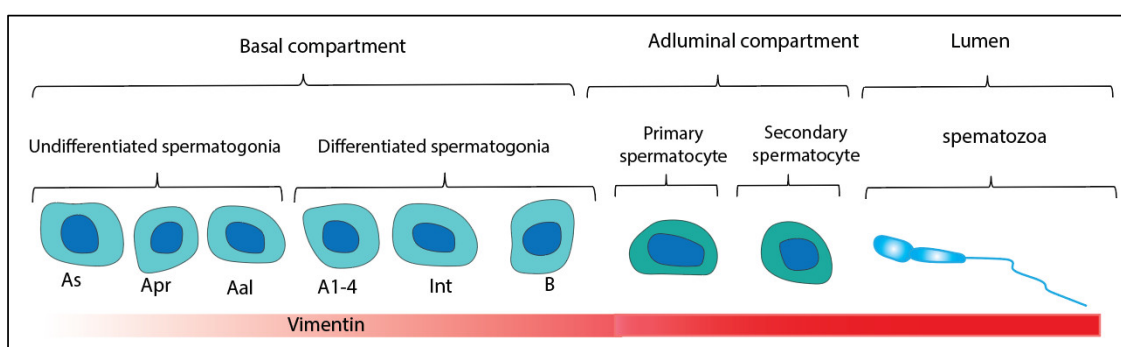 Basal compartment
Adluminal compartment
Lumen
Undifferentiated spermatogonia
Differentiated spermatogonia
Primary
spermatocyte
Secondary
spermatocyte
spematozoa
As
Apr
Aal
A1-4
Int
B
Vimentin